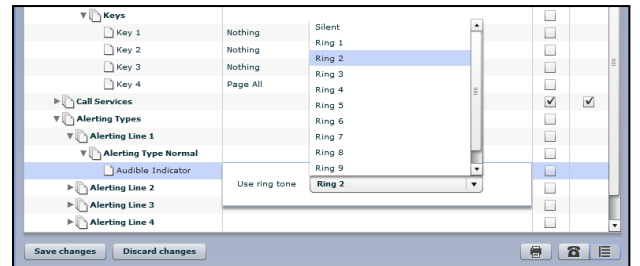 Keys
Key 1 Nothing
Key 2 Nothing
Key 3 Nothing
Key 4 Page All
Call Services
Alerting Types
Alerting Line 1
Alerting Type Normal
Audible Indicator
Alerting Line 2
Alerting Line 3
Alerting Line 4
Silent
Ring 1
Ring 2
Ring 3
Ring 4
Ring 5
Ring 6
Ring 7
Ring 8
Ring 9
Use ring tone Ring 2
Save changes Discard changes